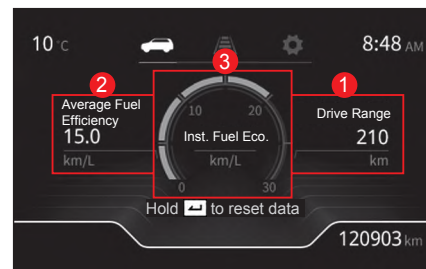 10 °C
8:48 AM
3
2
1
Average Fuel
Efficiency
15.0
km/L
10
20
Inst. Fuel Eco.
km/L
0
30
Drive Range
210
km
Hold to reset data
120903 km